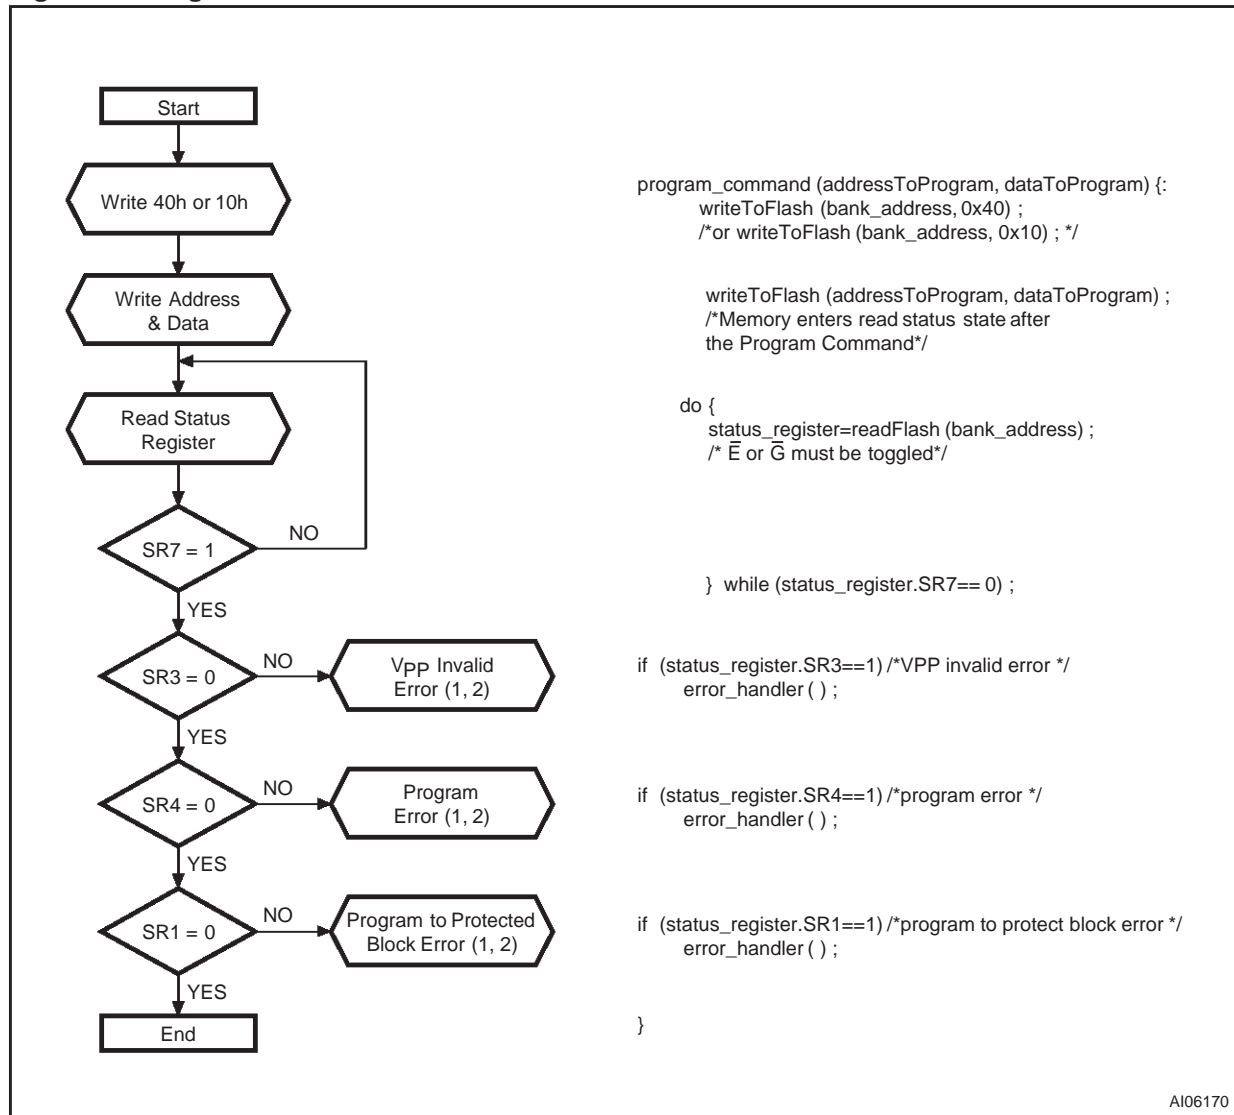 Start
Write 40h or 10h
Write Address
& Data
Read Status
Register
SR7 = 1
NO
YES
SR3 = 0
NO
VPP Invalid
Error (1, 2)
YES
SR4 = 0
NO
Program
Error (1, 2)
YES
SR1 = 0
NO
Program to Protected
Block Error (1, 2)
YES
End
program_command (addressToProgram, dataToProgram) {:
writeToFlash (bank_address, 0x40) ;
/*or writeToFlash (bank_address, 0x10) ; */
writeToFlash (addressToProgram, dataToProgram) ;
/*Memory enters read status state after
the Program Command*/
do {
status_register=readFlash (bank_address) ;
/* E̅ or G̅ must be toggled*/
} while (status_register.SR7== 0) ;
if (status_register.SR3==1) /*VPP invalid error */
error_handler ( ) ;
if (status_register.SR4==1) /*program error */
error_handler ( ) ;
if (status_register.SR1==1) /*program to protect block error */
error_handler ( ) ;
}
AI06170